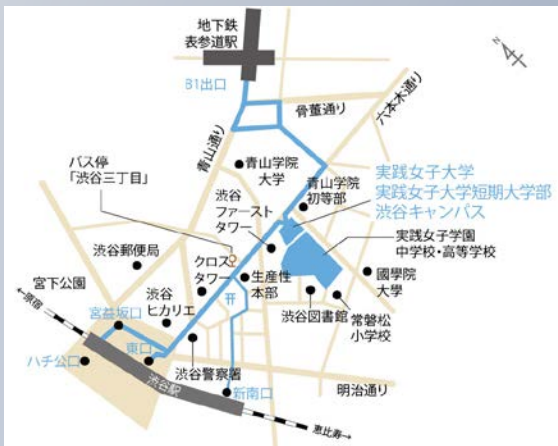 地下鉄
表参道駅
B1出口
骨董通り
六本木通り
青山通り
N
バス停
「渋谷三丁目」
青山学院
大学
青山学院
初等部
実践女子大学
実践女子大学短期大学部
渋谷キャンパス
渋谷
ファースト
タワー
実践女子学園
中学校・高等学校
渋谷郵便局
クロス
タワー
生産性
本部
國學院
大學
宮下公園
←原宿
宮益坂口
渋谷
ヒカリエ
渋谷図書館
常磐松
小学校
ハチ公口
東口
渋谷警察署
明治通り
渋谷駅
新南口
恵比寿→